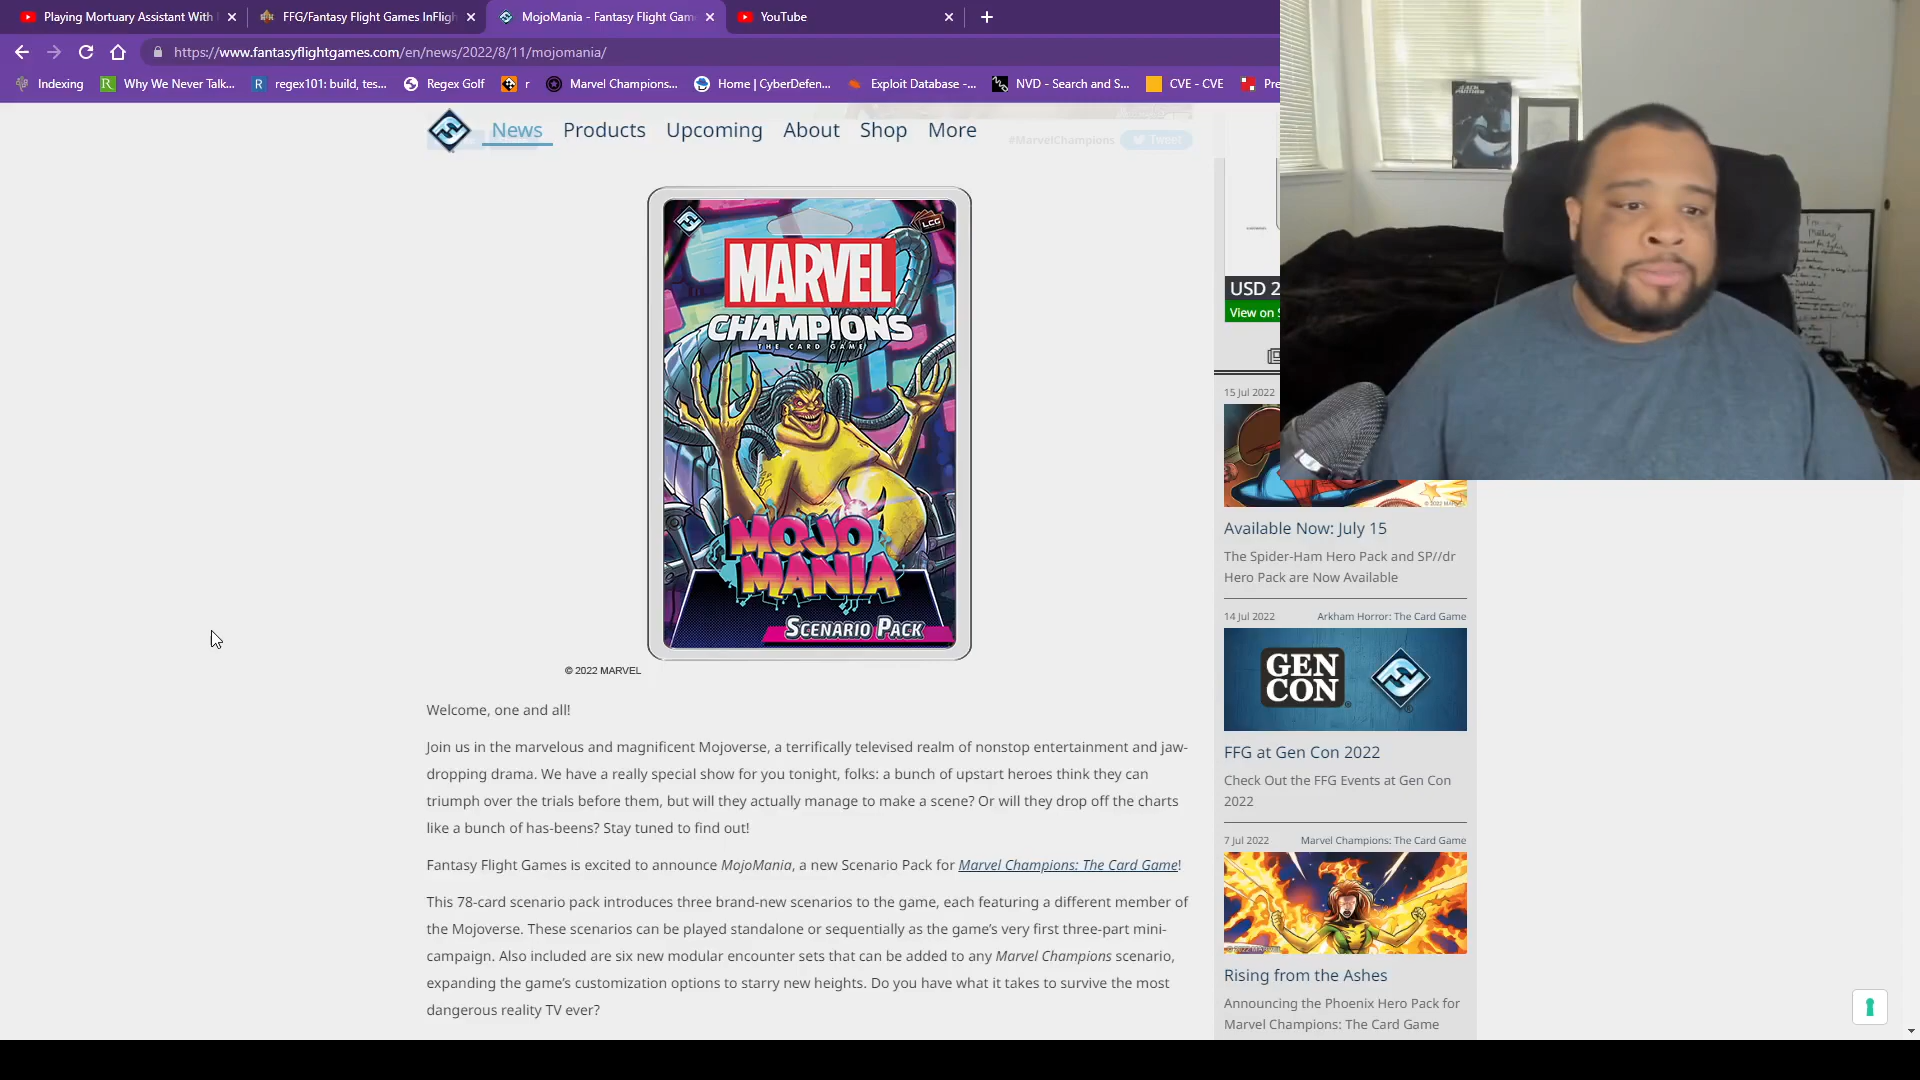 Playing Mortuary Assistant With
FFG/Fantasy Flight Games InFligh
MojoMania - Fantasy Flight Gam
YouTube
https://www.fantasyflightgames.com/en/news/2022/8/11/mojomania/
Indexing
Why We Never Talk...
regex101: build, tes...
Regex Golf
r
Marvel Champions...
Home | CyberDefen...
Exploit Database -...
NVD - Search and S...
CVE - CVE
Pre
News
Products
Upcoming
About
Shop
More
#MarvelChampions
Tweet
LCG
MARVEL
CHAMPIONS
THE CARD GAME
MOJO
MANIA
SCENARIO PACK
© 2022 MARVEL
Welcome, one and all!
Join us in the marvelous and magnificent Mojoverse, a terrifically televised realm of nonstop entertainment and jaw-
dropping drama. We have a really special show for you tonight, folks: a bunch of upstart heroes think they can
triumph over the trials before them, but will they actually manage to make a scene? Or will they drop off the charts
like a bunch of has-beens? Stay tuned to find out!
Fantasy Flight Games is excited to announce MojoMania, a new Scenario Pack for Marvel Champions: The Card Game!
This 78-card scenario pack introduces three brand-new scenarios to the game, each featuring a different member of
the Mojoverse. These scenarios can be played standalone or sequentially as the game's very first three-part mini-
campaign. Also included are six new modular encounter sets that can be added to any Marvel Champions scenario,
expanding the game's customization options to starry new heights. Do you have what it takes to survive the most
dangerous reality TV ever?
USD 2
View on S
15 Jul 2022
Available Now: July 15
The Spider-Ham Hero Pack and SP//dr
Hero Pack are Now Available
14 Jul 2022
Arkham Horror: The Card Game
GEN
CON
FFG at Gen Con 2022
Check Out the FFG Events at Gen Con
2022
7 Jul 2022
Marvel Champions: The Card Game
Rising from the Ashes
Announcing the Phoenix Hero Pack for
Marvel Champions: The Card Game